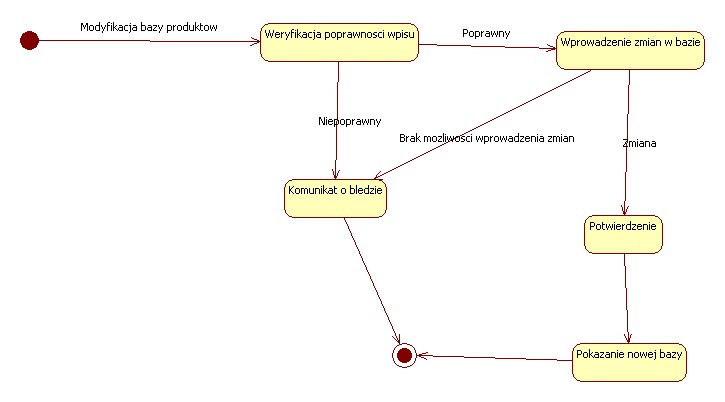 Modyfikacja bazy produktow
Weryfikacja poprawnosci wpisu
Poprawny
Wprowadzenie zmian w bazie
Niepoprawny
Brak mozliwosci wprowadzenia zmian
Zmiana
Komunikat o bledzie
Potwierdzenie
Pokazanie nowej bazy